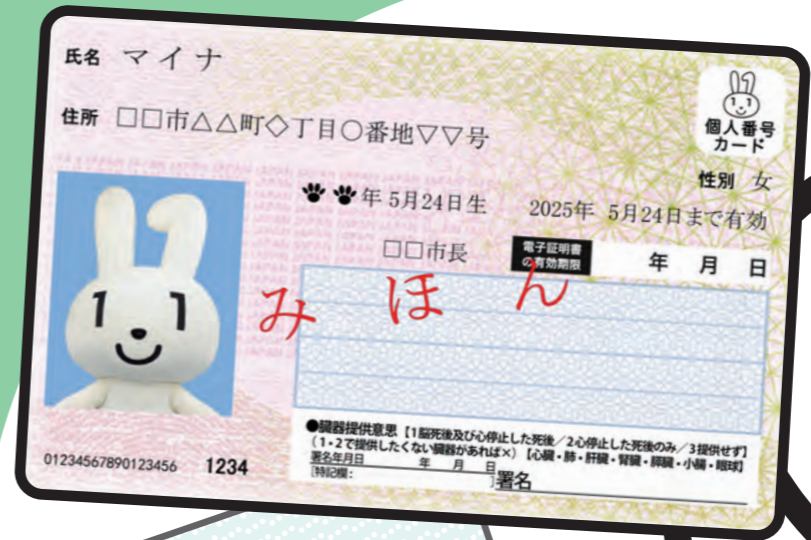 氏名 マイナ
住所 □□市△△町◇丁目○番地▽▽号
個人番号
カード
性別 女
年 5月24日生 2025年 5月24日まで有効
□□市長
電子証明書
の有効期限
年 月 日
みほん
●臓器提供意思【1脳死後及び心停止した死後／2心停止した死後のみ／3提供せず】
(1・2で提供したくない臓器があれば×)【心臓・肺・肝臓・腎臓・膵臓・小腸・眼球】
署名年月日 年 月 日
[特記欄: ]署名
01234567890123456 1234